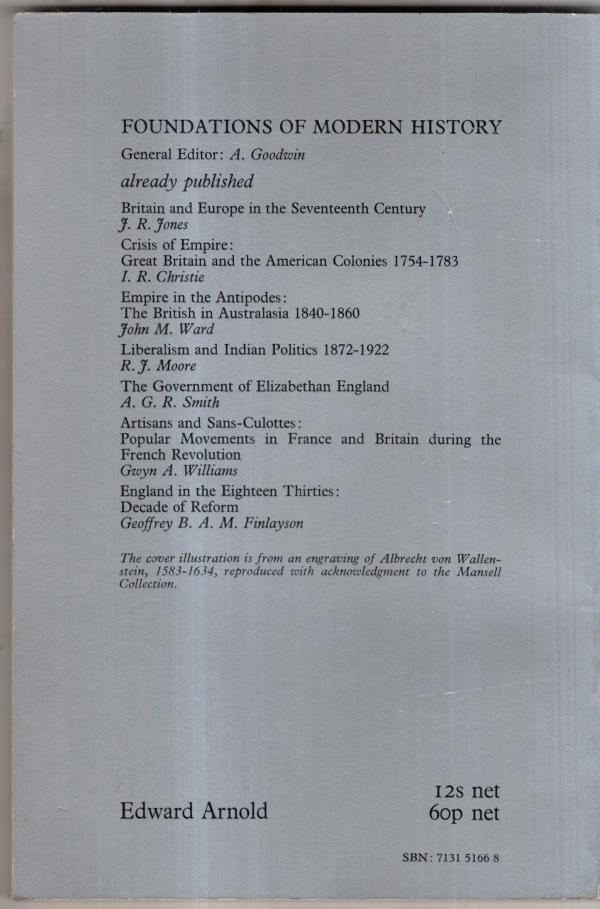 FOUNDATIONS OF MODERN HISTORY
General Editor: A. Goodwin
already published
Britain and Europe in the Seventeenth Century
J. R. Jones
Crisis of Empire:
Great Britain and the American Colonies 1754-1783
I. R. Christie
Empire in the Antipodes:
The British in Australasia 1840-1860
John M. Ward
Liberalism and Indian Politics 1872-1922
R. J. Moore
The Government of Elizabethan England
A. G. R. Smith
Artisans and Sans-Culottes:
Popular Movements in France and Britain during the
French Revolution
Gwyn A. Williams
England in the Eighteen Thirties:
Decade of Reform
Geoffrey B. A. M. Finlayson
The cover illustration is from an engraving of Albrecht von Wallen-
stein, 1583-1634, reproduced with acknowledgment to the Mansell
Collection.
12s net
Edward Arnold 60p net
SBN: 7131 5166 8